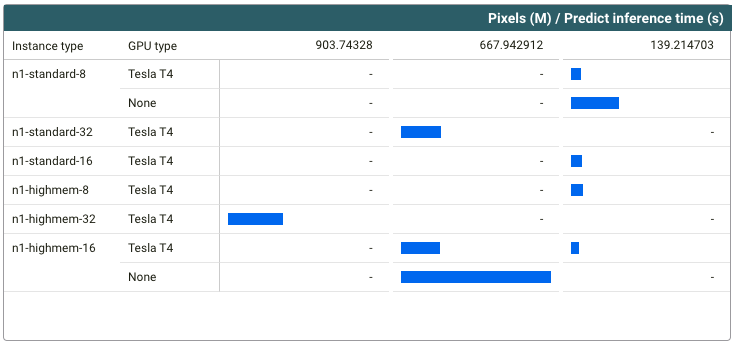 Pixels (M) / Predict inference time (s)
Instance type GPU type 903.74328 667.942912 139.214703
n1-standard-8 Tesla T4 - -
None - -
n1-standard-32 Tesla T4 - -
n1-standard-16 Tesla T4 - -
n1-highmem-8 Tesla T4 - -
n1-highmem-32 Tesla T4 - -
n1-highmem-16 Tesla T4 -
None - -